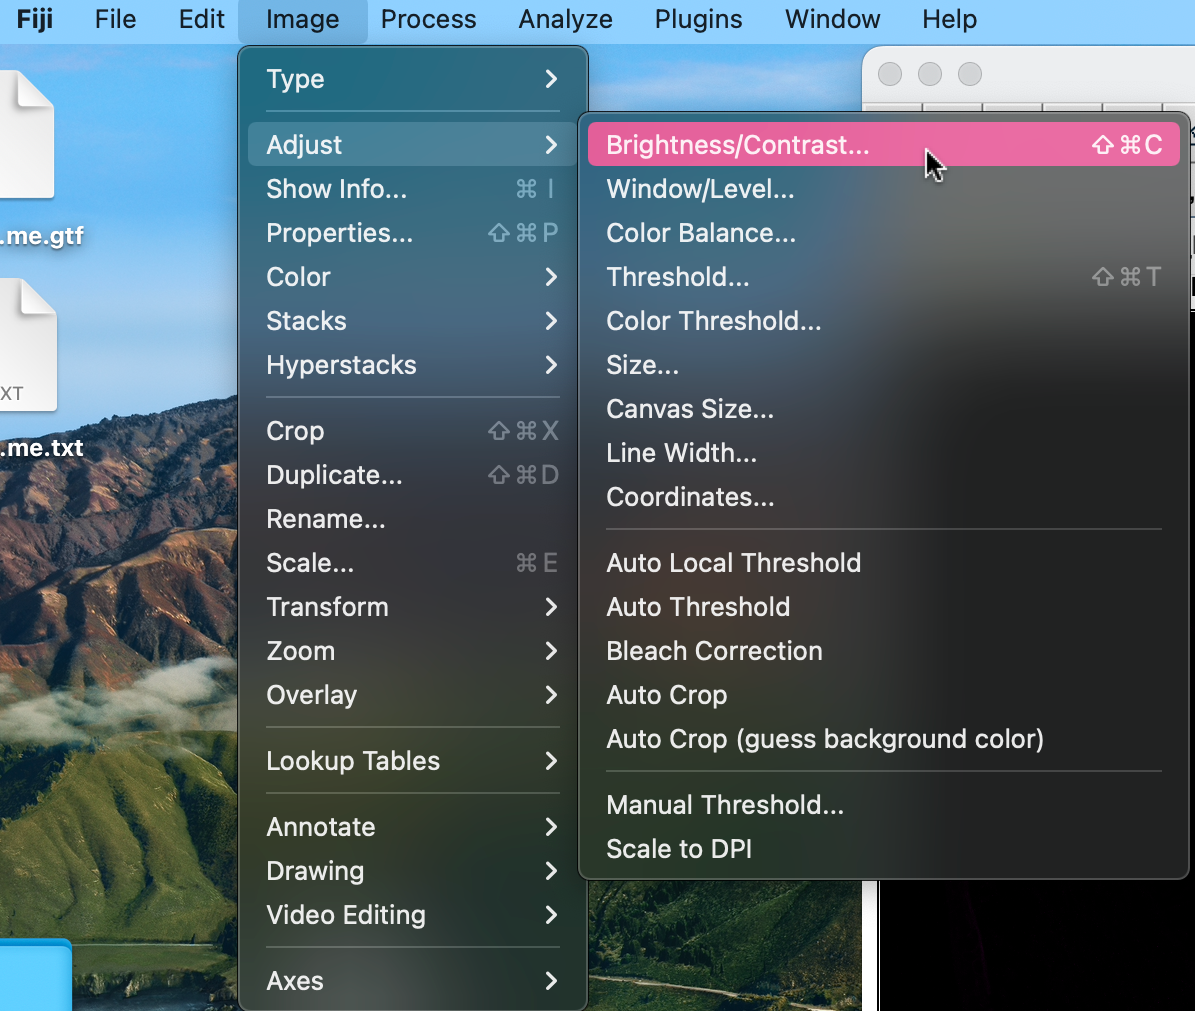 Fiji File Edit Image Process Analyze Plugins Window Help
.me.gtf
XT
.me.txt
Type
Adjust
Show Info... ⌘ I
Properties... ⇧⌘P
Color
Stacks
Hyperstacks
Crop ⇧⌘X
Duplicate... ⇧⌘D
Rename...
Scale... ⌘E
Transform
Zoom
Overlay
Lookup Tables
Annotate
Drawing
Video Editing
Axes
Brightness/Contrast... ⇧⌘C
Window/Level...
Color Balance...
Threshold... ⇧⌘T
Color Threshold...
Size...
Canvas Size...
Line Width...
Coordinates...
Auto Local Threshold
Auto Threshold
Bleach Correction
Auto Crop
Auto Crop (guess background color)
Manual Threshold...
Scale to DPI